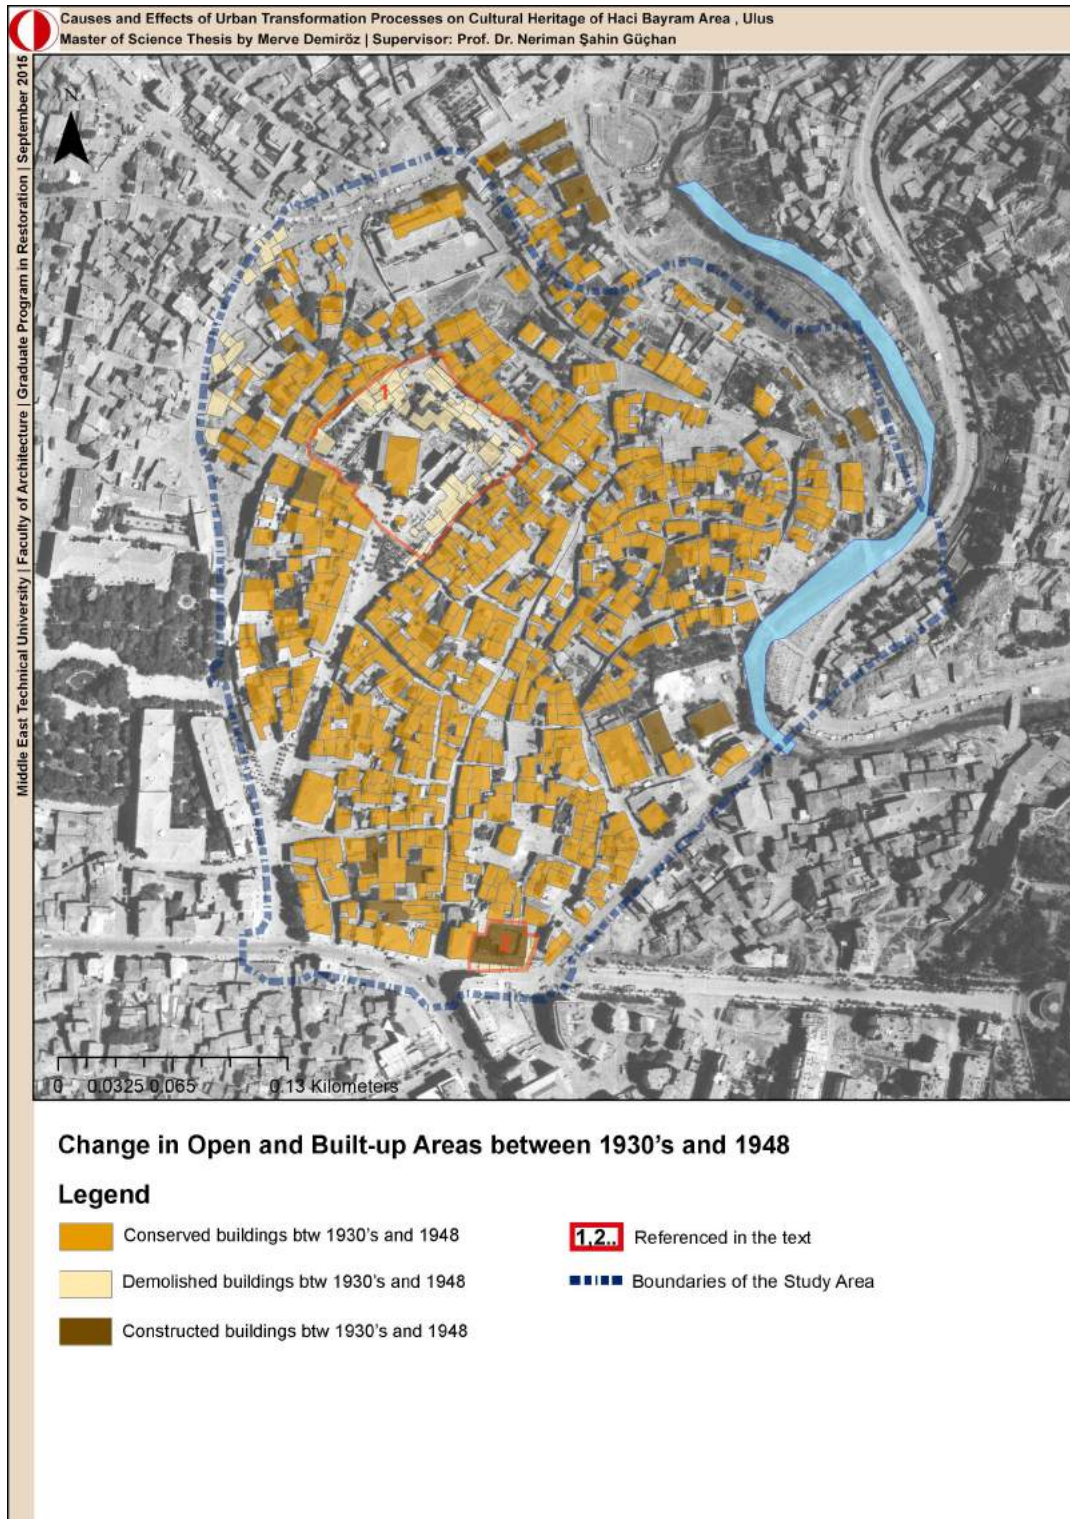 Causes and Effects of Urban Transformation Processes on Cultural Heritage of Haci Bayram Area , Ulus
Master of Science Thesis by Merve Demiröz | Supervisor: Prof. Dr. Neriman Şahin Güçhan
Middle East Technical University | Faculty of Architecture | Graduate Program in Restoration | September 2015
N
1
0 0.0325 0.065 0.13 Kilometers
Change in Open and Built-up Areas between 1930's and 1948
Legend
Conserved buildings btw 1930's and 1948
Demolished buildings btw 1930's and 1948
Constructed buildings btw 1930's and 1948
1,2.. Referenced in the text
Boundaries of the Study Area